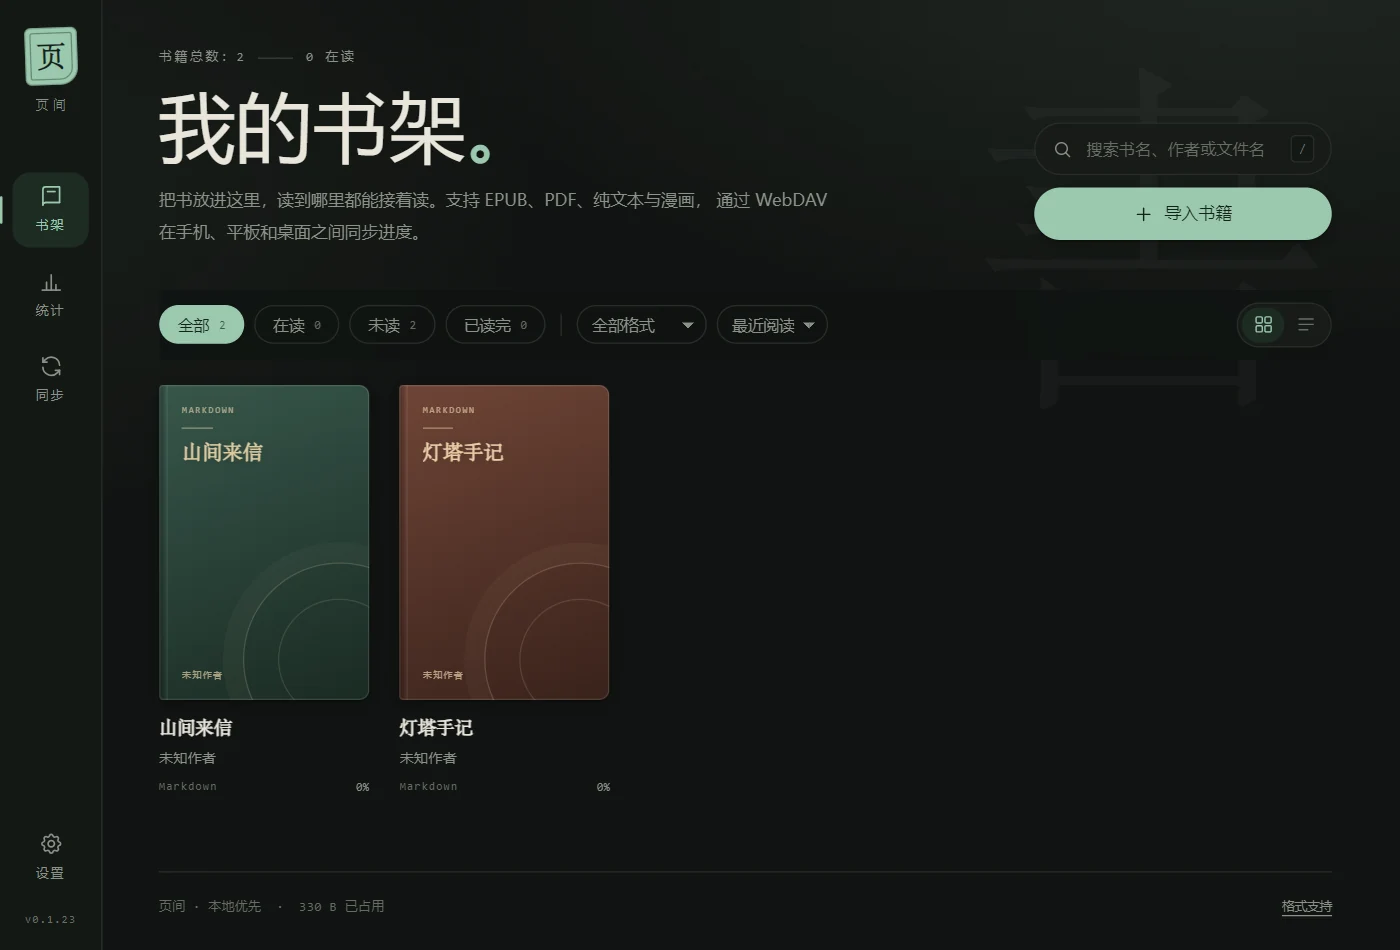 页
页间
书架
统计
同步
设置
v0.1.23
书籍总数: 2 0 在读
我的书架。
把书放进这里，读到哪里都能接着读。支持 EPUB、PDF、纯文本与漫画， 通过 WebDAV
在手机、平板和桌面之间同步进度。
書
搜索书名、作者或文件名 /
导入书籍
全部 2 在读 0 未读 2 已读完 0 全部格式 最近阅读
MARKDOWN
山间来信
未知作者
山间来信
未知作者
Markdown 0%
MARKDOWN
灯塔手记
未知作者
灯塔手记
未知作者
Markdown 0%
页间 · 本地优先 · 330 B 已占用
格式支持